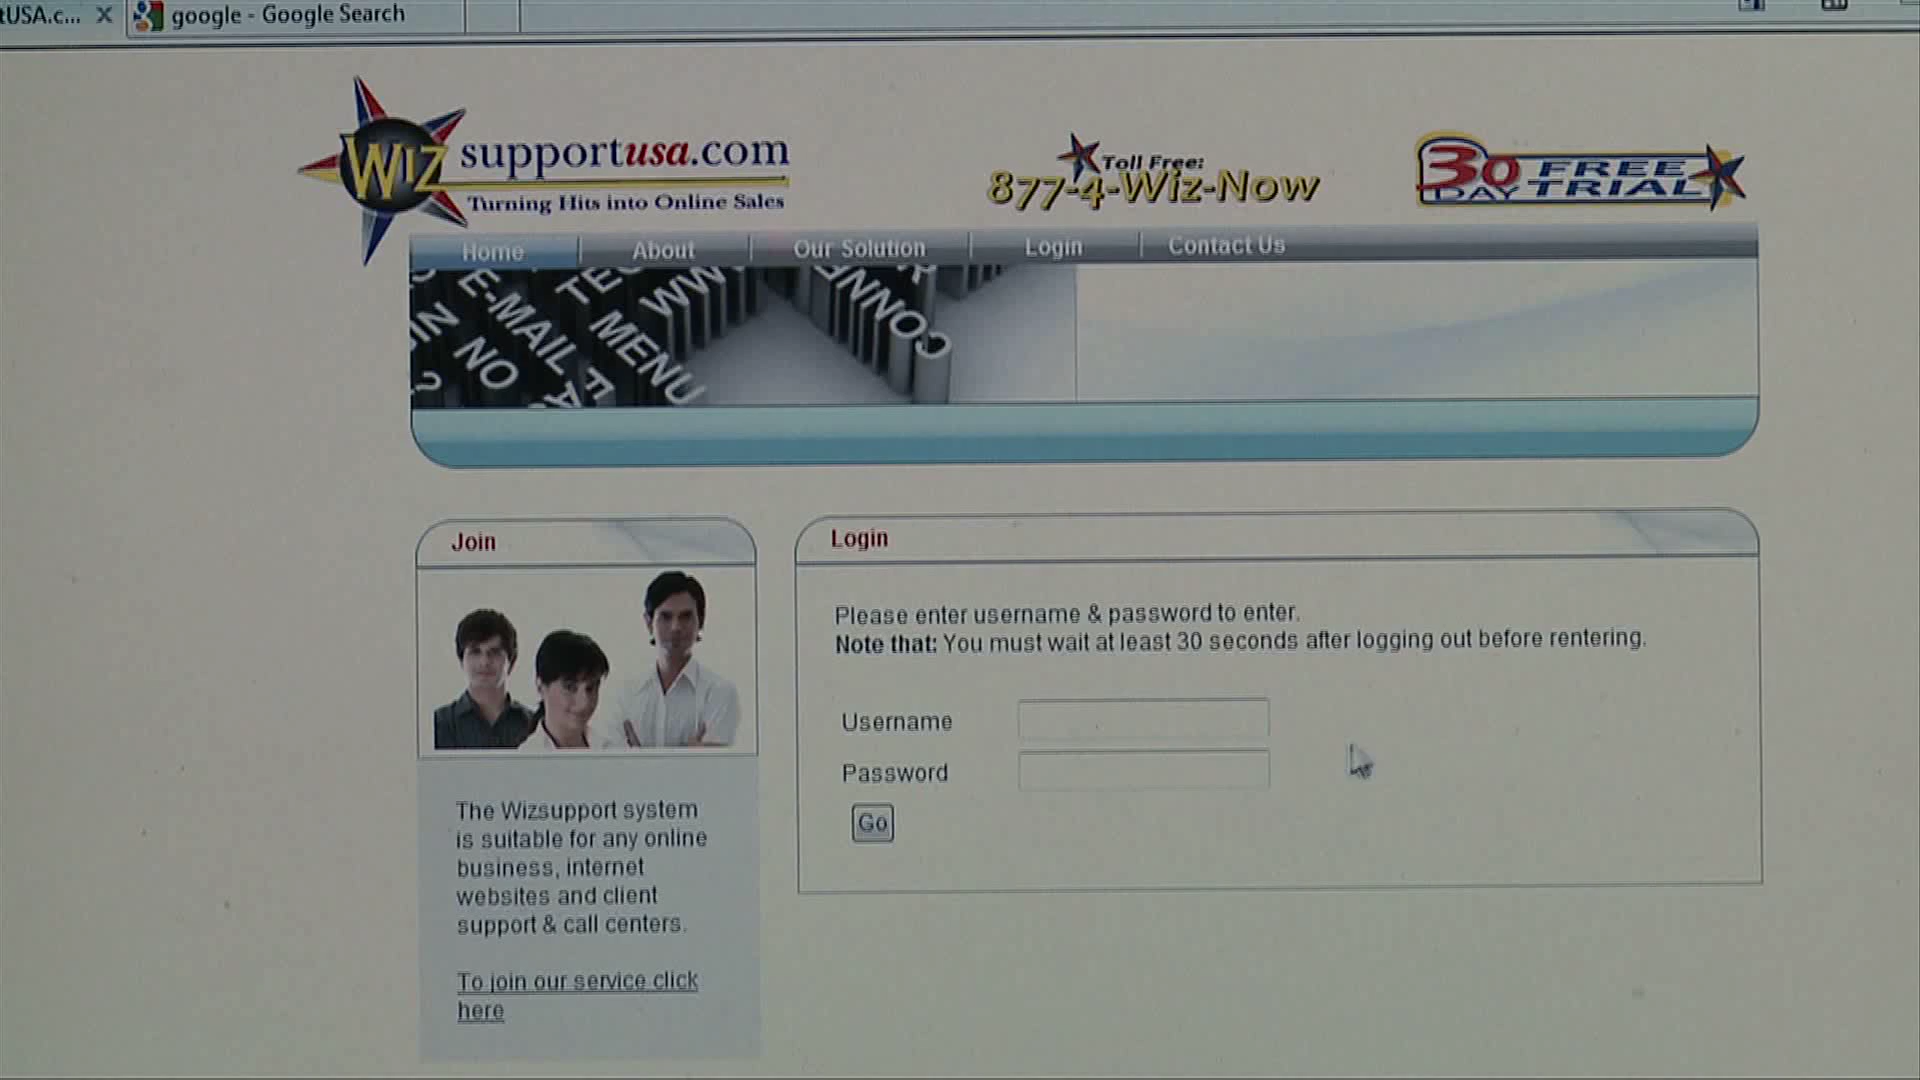 tUSA.c...
google - Google Search
WIZ supportusa.com
Turning Hits into Online Sales
Toll Free:
877-4-Wiz-Now
30 DAY FREE TRIAL
Home About Our Solution Login Contact Us
E-MAIL
MENU
NO
?
Join
Login
Please enter username & password to enter.
Note that: You must wait at least 30 seconds after logging out before rentering.
Username
Password
Go
The Wizsupport system
is suitable for any online
business, internet
websites and client
support & call centers.
To join our service click
here